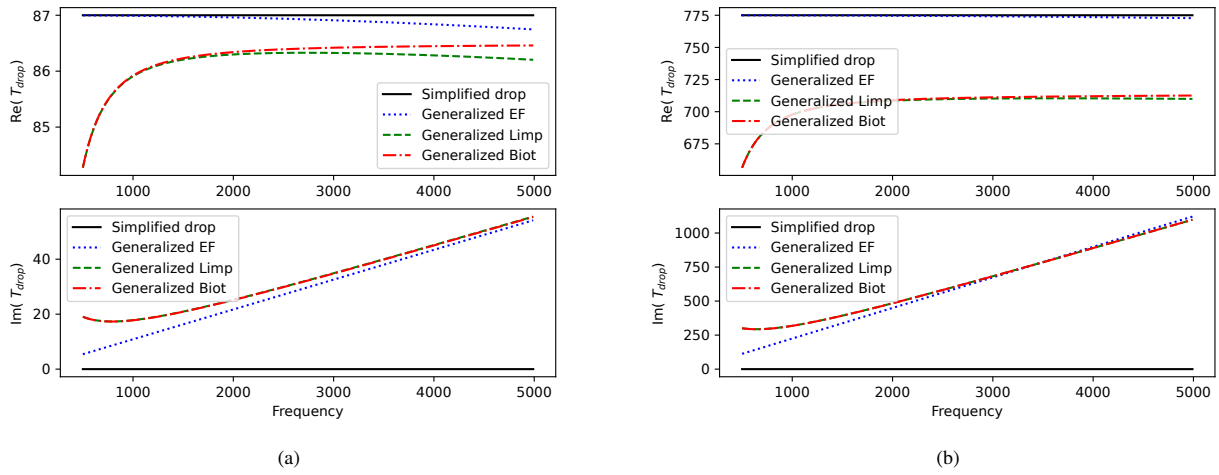 87
86
85
Re( T_drop)
Simplified drop
Generalized EF
Generalized Limp
Generalized Biot
1000 2000 3000 4000 5000
40
20
0
Im( T_drop)
Simplified drop
Generalized EF
Generalized Limp
Generalized Biot
1000 2000 3000 4000 5000
Frequency
(a)
775
750
725
700
675
Re( T_drop)
Simplified drop
Generalized EF
Generalized Limp
Generalized Biot
1000 2000 3000 4000 5000
1000
750
500
250
0
Im( T_drop)
Simplified drop
Generalized EF
Generalized Limp
Generalized Biot
1000 2000 3000 4000 5000
Frequency
(b)